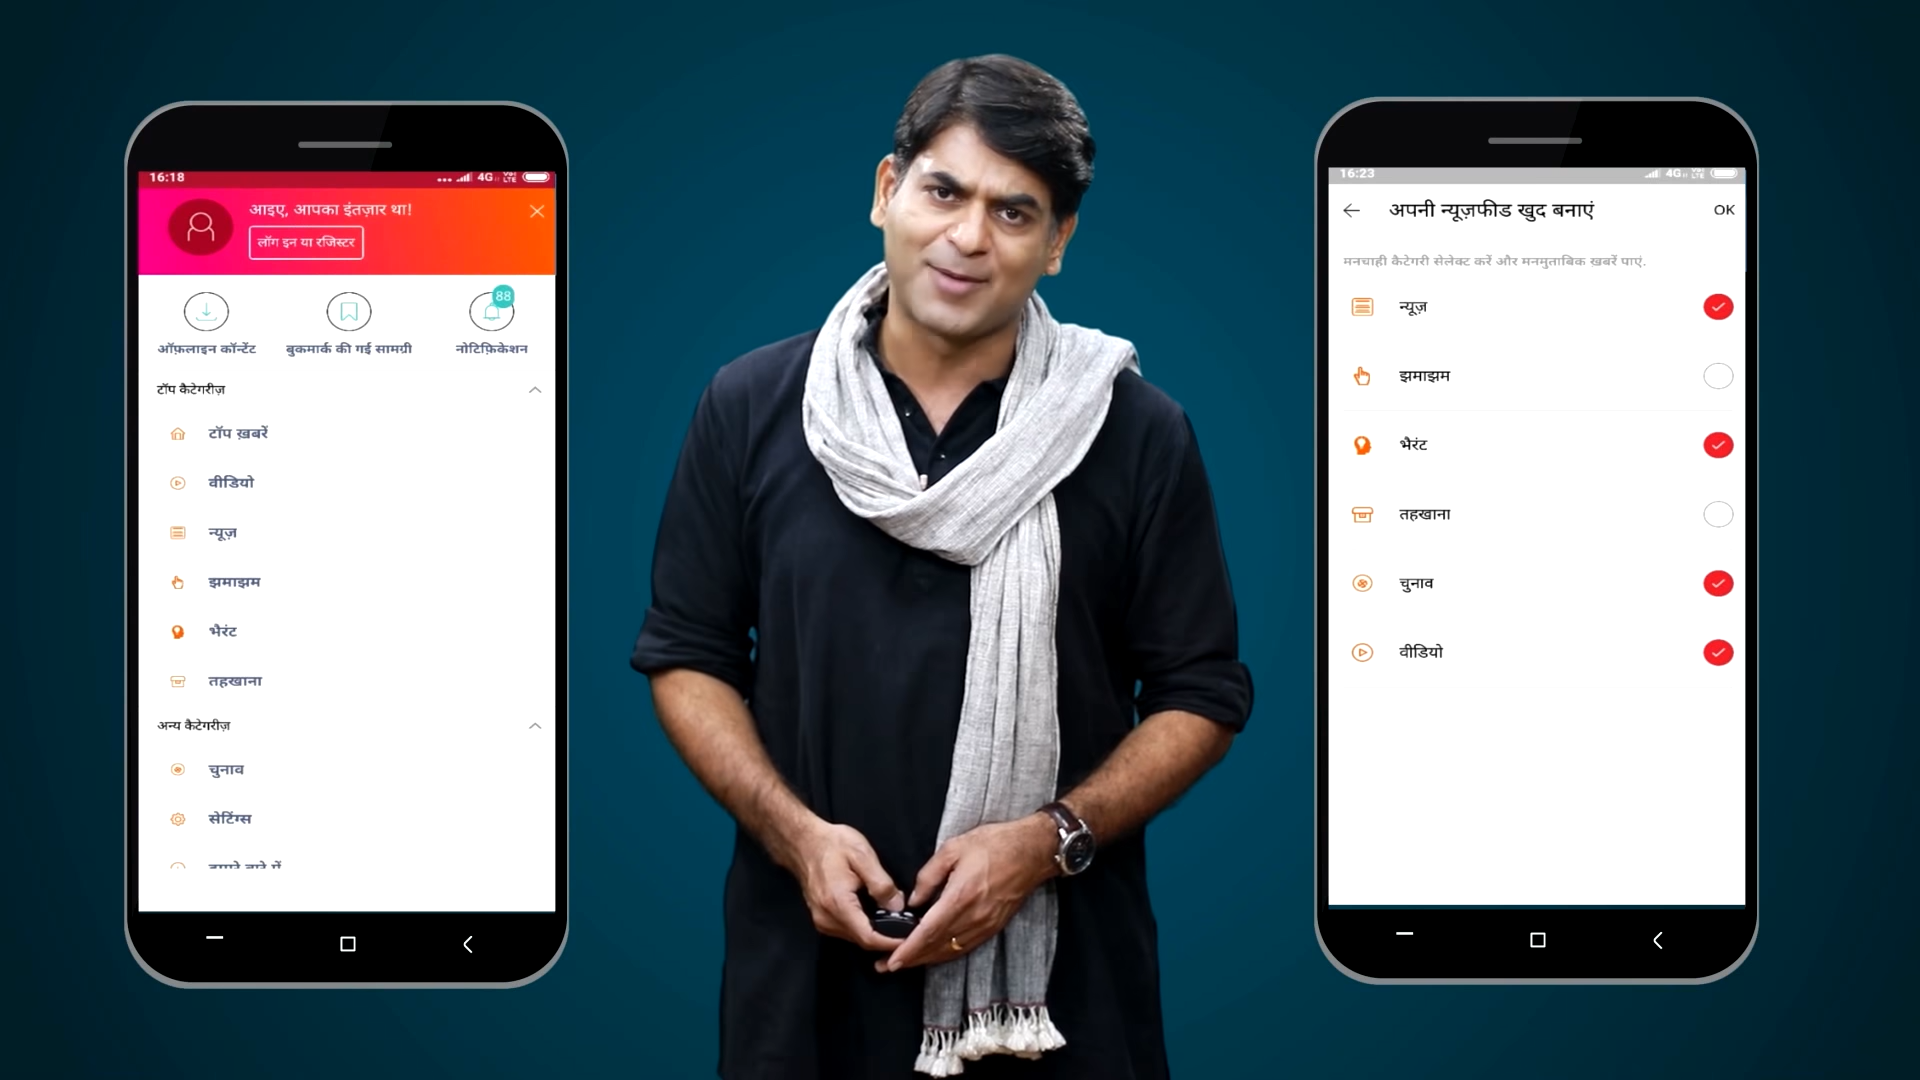 16:18
4G
VoLTE
आइए, आपका इंतज़ार था!
लॉग इन या रजिस्टर
88
ऑफ़लाइन कॉन्टेंट
बुकमार्क की गई सामग्री
नोटिफ़िकेशन
टॉप कैटेगरीज़
टॉप ख़बरें
वीडियो
न्यूज़
झमाझम
भैरंट
तहखाना
अन्य कैटेगरीज़
चुनाव
सेटिंग्स
16:23
4G
VoLTE
अपनी न्यूज़फीड खुद बनाएं
OK
मनचाही कैटेगरी सेलेक्ट करें और मनमुताबिक ख़बरें पाएं.
न्यूज़
झमाझम
भैरंट
तहखाना
चुनाव
वीडियो